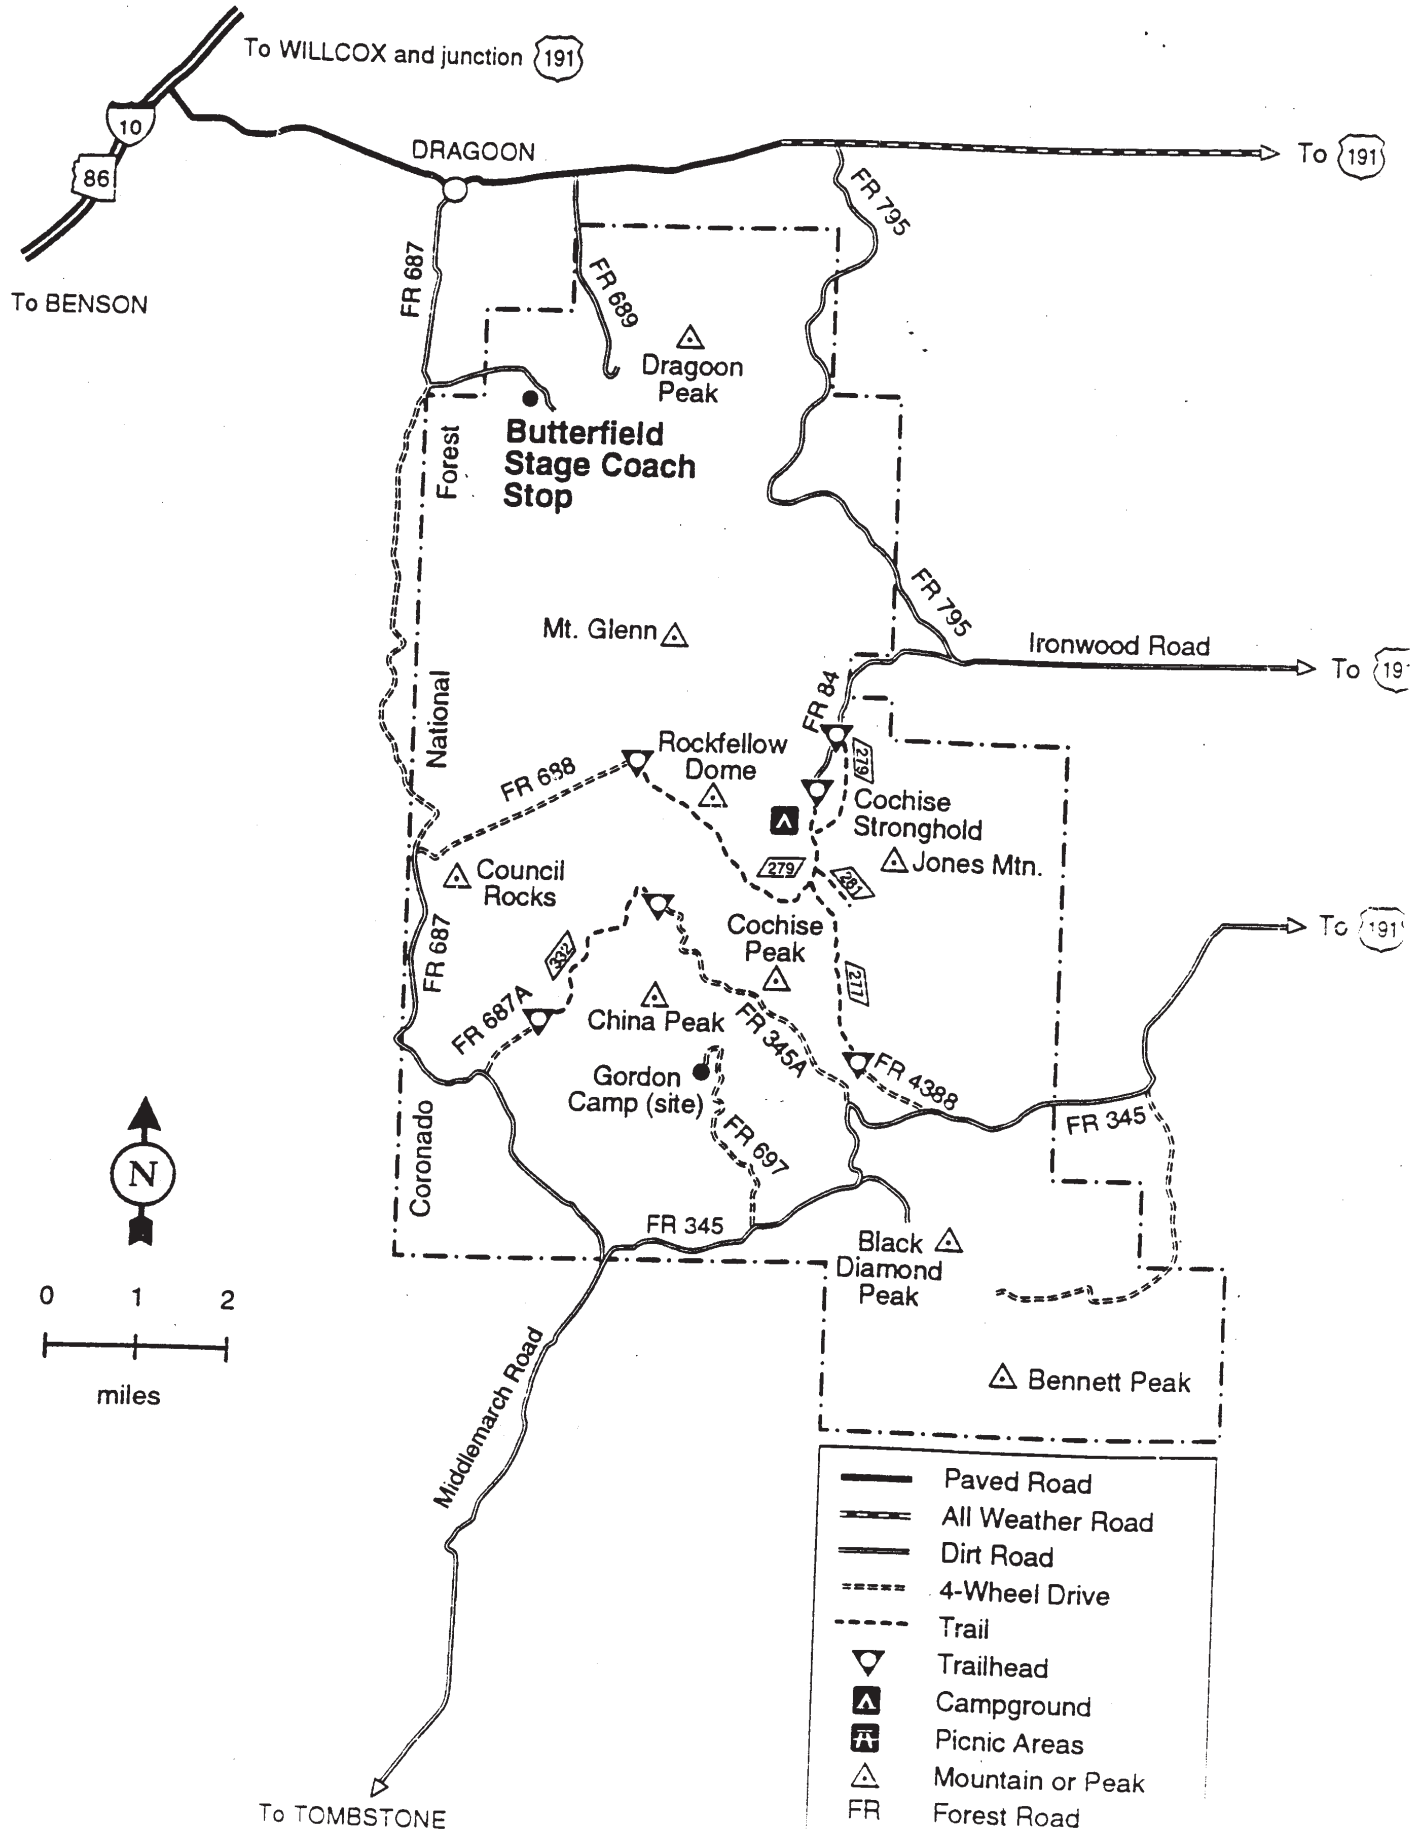 To WILLCOX and junction 191
10
86
DRAGOON
To 191
To BENSON
FR 687
FR 689
FR 795
Dragoon
Peak
Butterfield
Stage Coach
Stop
Forest
FR 795
Mt. Glenn
Ironwood Road
To 19
National
FR 84
FR 688
Rockfellow
Dome
279
Cochise
Stronghold
Jones Mtn.
Council
Rocks
279
281
Cochise
Peak
To 191
FR 687
332
277
FR 687A
China Peak
FR 345A
FR 4388
Gordon
Camp (site)
FR 345
FR 697
Coronado
N
FR 345
Black
Diamond
Peak
0 1 2
miles
Middlemarch Road
Bennett Peak
Paved Road
All Weather Road
Dirt Road
4-Wheel Drive
Trail
Trailhead
Campground
Picnic Areas
Mountain or Peak
FR Forest Road
To TOMBSTONE